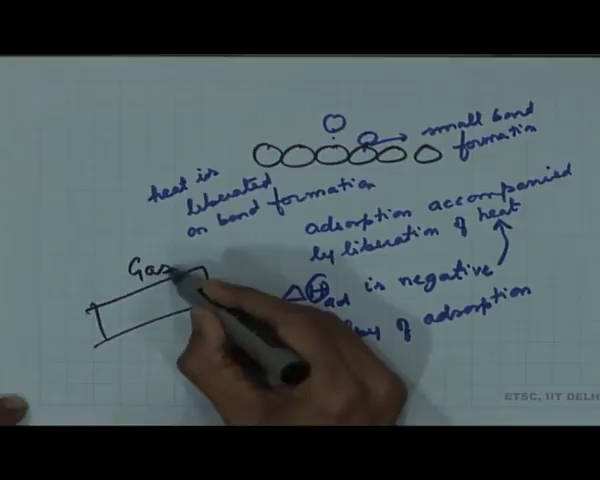 small bond
formation
heat is
liberated
on bond formation
adsorption accompanied
by liberation of heat
ΔH ad is negative
of adsorption
Gas
ETSC, IIT DELH